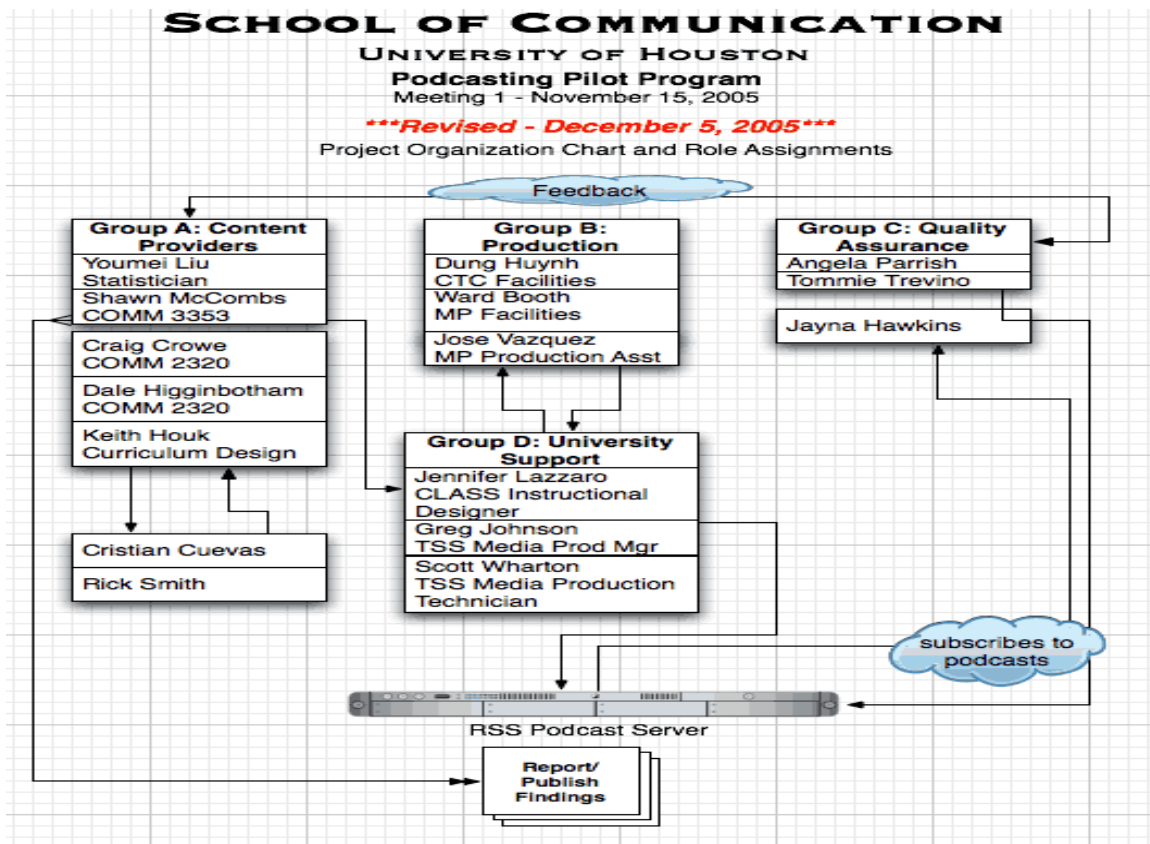 SCHOOL OF COMMUNICATION
UNIVERSITY OF HOUSTON
Podcasting Pilot Program
Meeting 1 - November 15, 2005
***Revised - December 5, 2005***
Project Organization Chart and Role Assignments
Feedback
Group A: Content
Providers
Youmei Liu
Statistician
Shawn McCombs
COMM 3353
Craig Crowe
COMM 2320
Dale Higginbotham
COMM 2320
Keith Houk
Curriculum Design
Cristian Cuevas
Rick Smith
Group B:
Production
Dung Huynh
CTC Facilities
Ward Booth
MP Facilities
Jose Vazquez
MP Production Asst
Group C: Quality
Assurance
Angela Parrish
Tommie Trevino
Jayna Hawkins
Group D: University
Support
Jennifer Lazzaro
CLASS Instructional
Designer
Greg Johnson
TSS Media Prod Mgr
Scott Wharton
TSS Media Production
Technician
subscribes to
podcasts
RSS Podcast Server
Report/
Publish
Findings